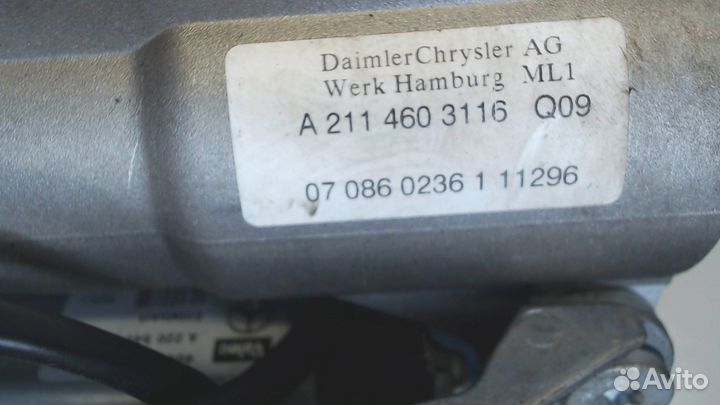 DaimlerChrysler AG
Werk Hamburg ML1
A 211 460 3116 Q09
07 086 0236 1 11296
Avito